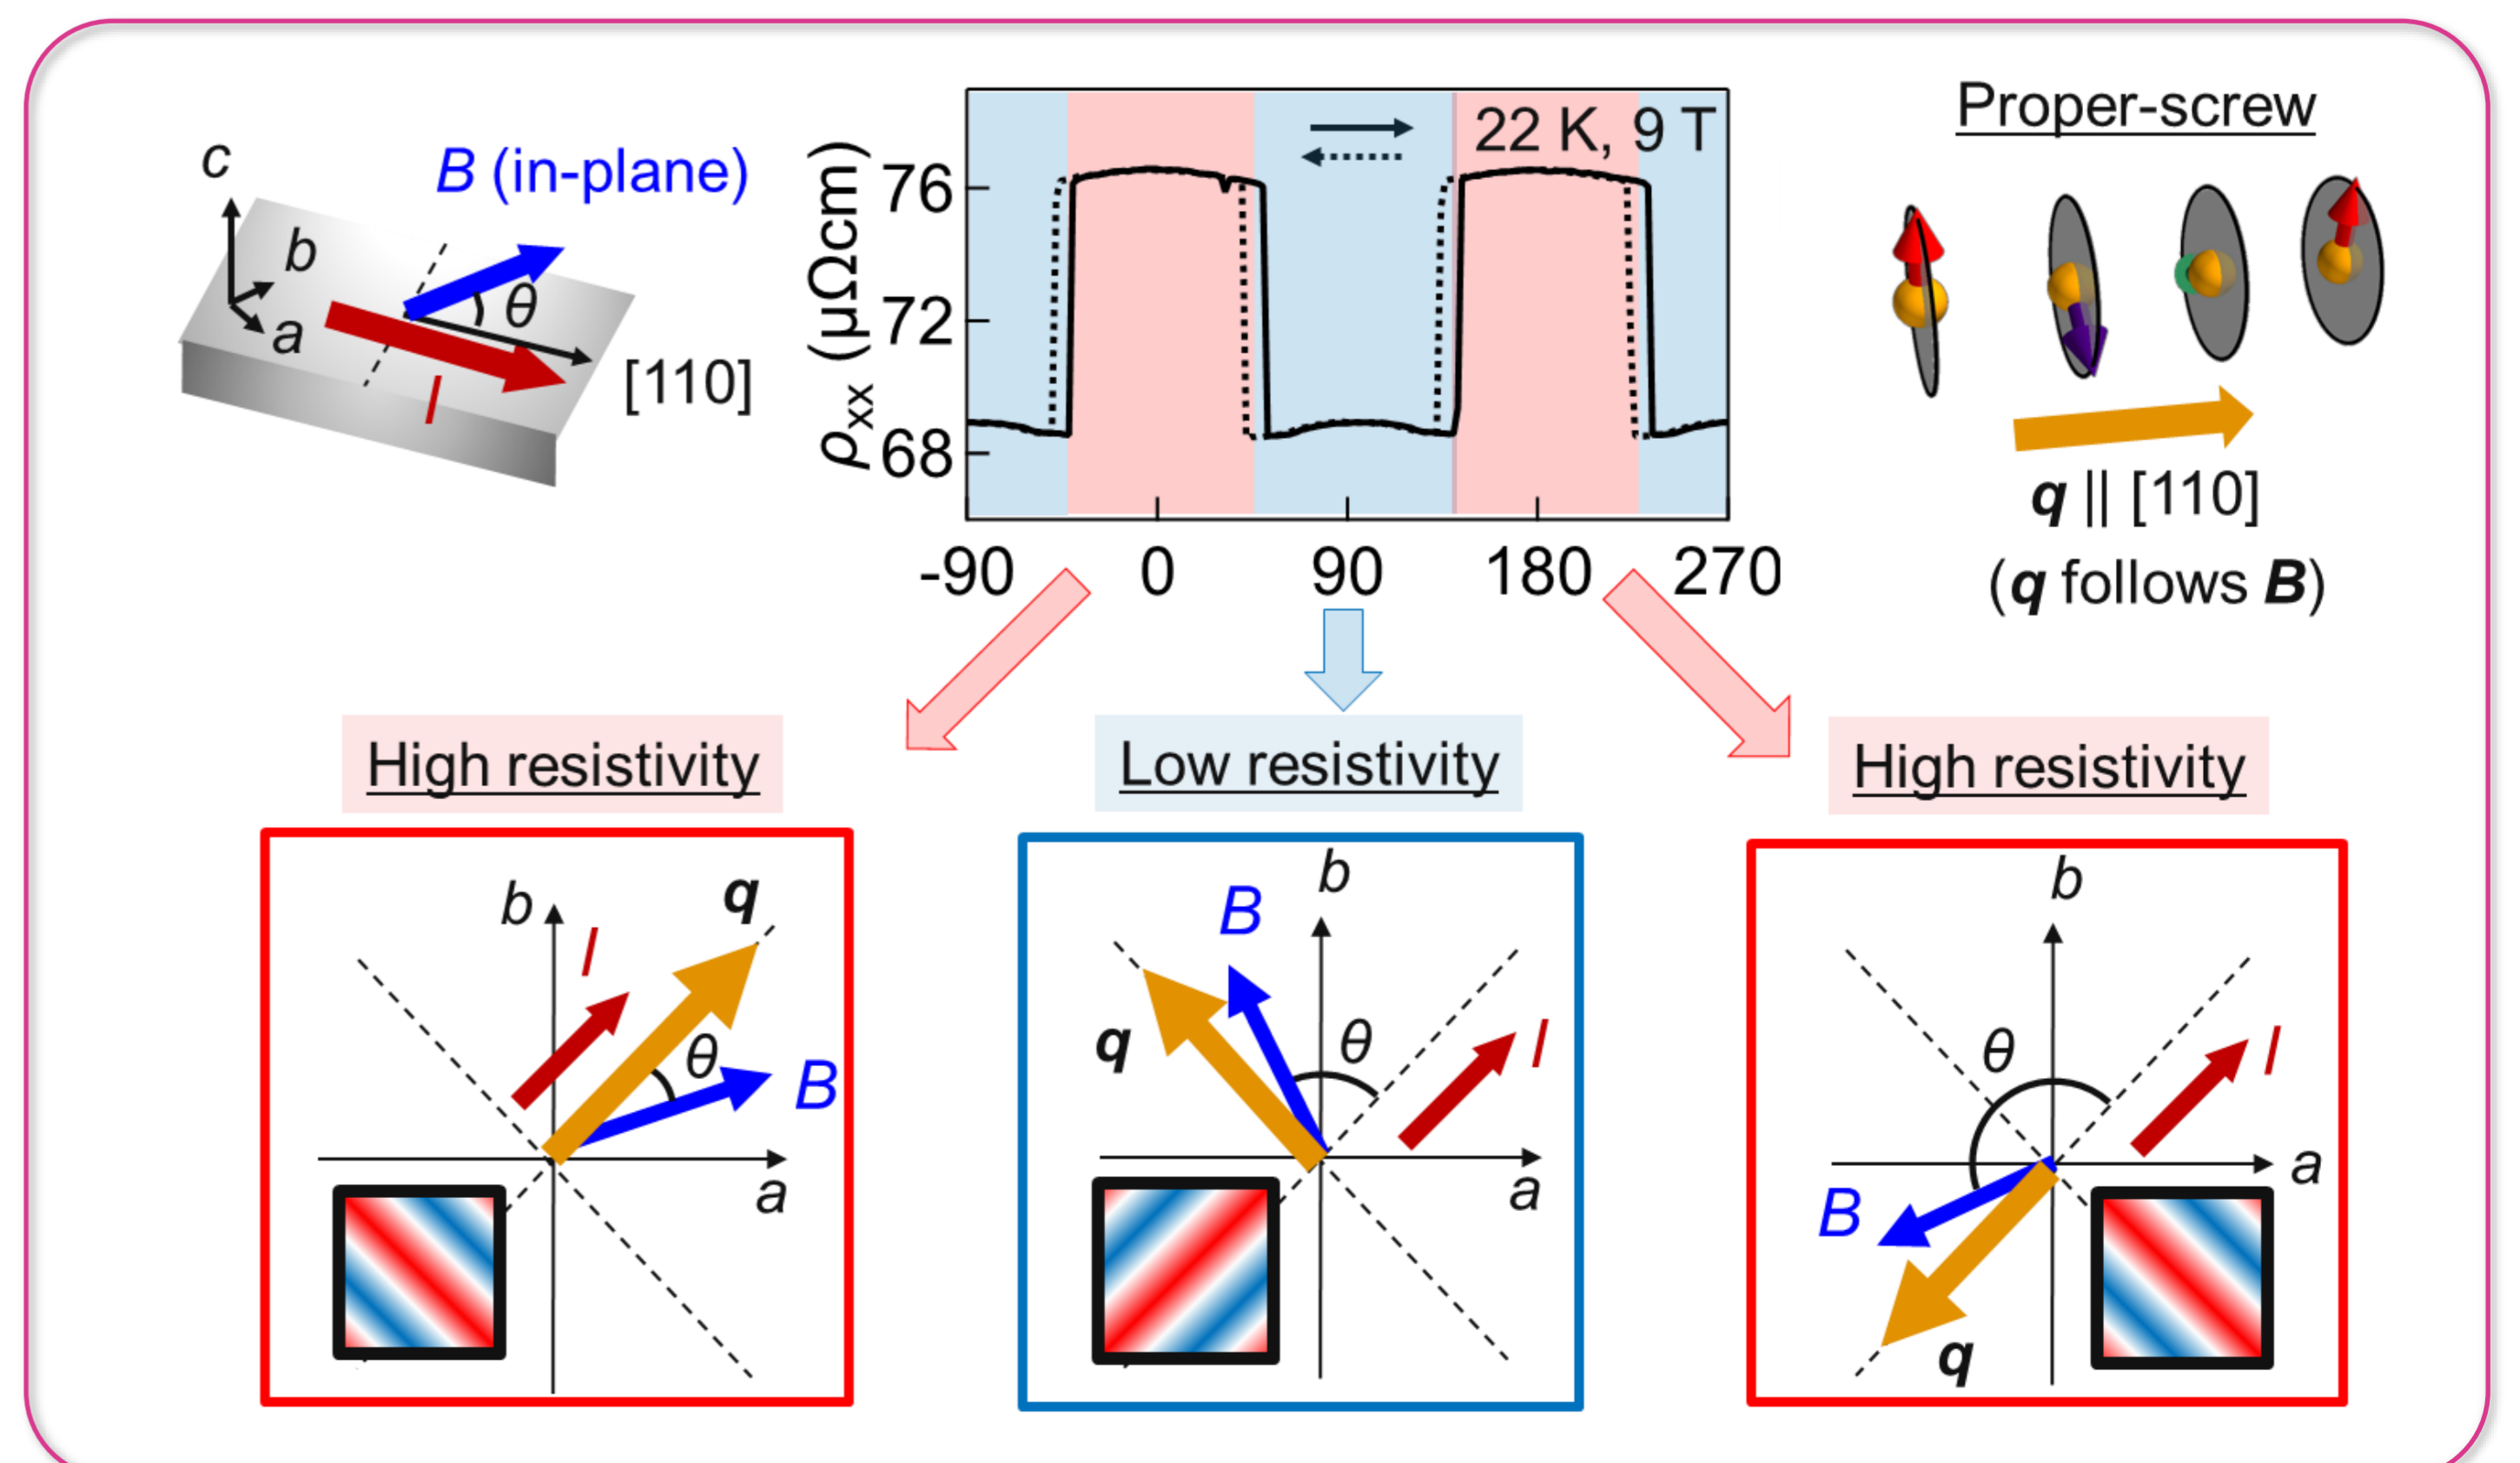 c
b
a
B (in-plane)
θ
I
[110]
ρxx (μΩcm)
76
72
68
22 K, 9 T
-90 0 90 180 270
Proper-screw
q || [110]
(q follows B)
High resistivity
b
q
I
θ
B
a
Low resistivity
b
B
q
θ
I
a
High resistivity
b
θ
I
a
B
q